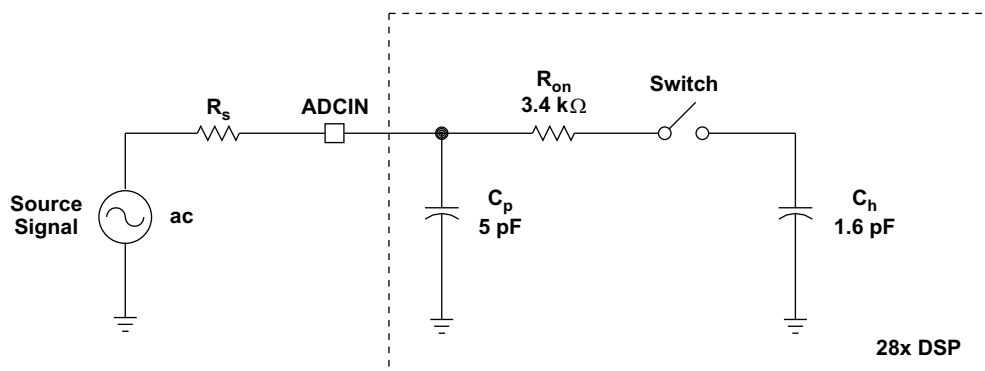 Rs
ADCIN
Ron
3.4 kΩ
Switch
Source
Signal
ac
Cp
5 pF
Ch
1.6 pF
28x DSP